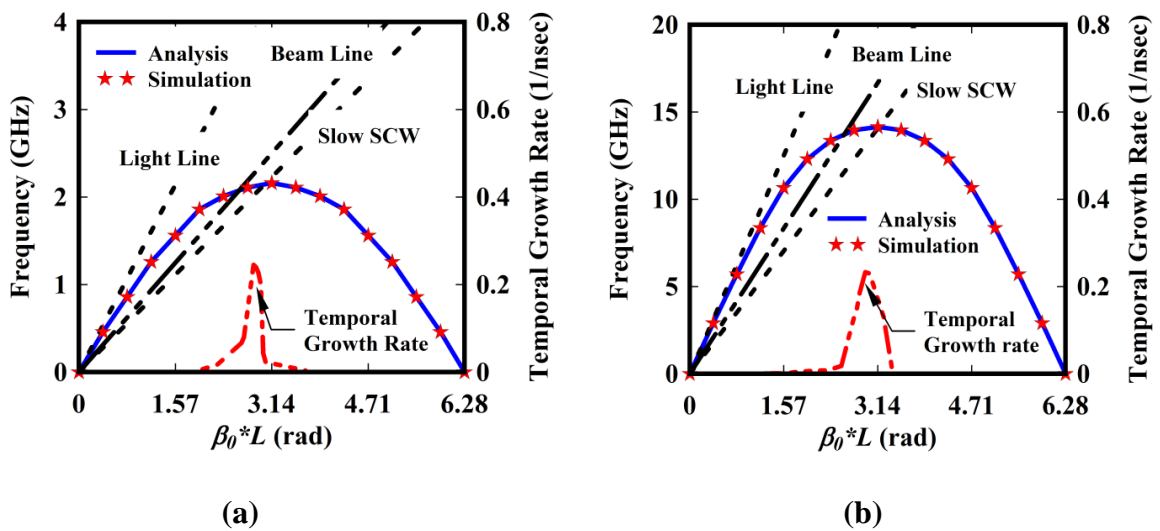 4
3
2
1
0
Frequency (GHz)
Analysis
Simulation
Beam Line
Slow SCW
Light Line
Temporal
Growth Rate
0.8
0.6
0.4
0.2
0
Temporal Growth Rate (1/nsec)
0 1.57 3.14 4.71 6.28
β₀*L (rad)
(a)
20
15
10
5
0
Frequency (GHz)
Beam Line
Light Line
Slow SCW
Analysis
Simulation
Temporal
Growth rate
0.8
0.6
0.4
0.2
0
Temporal Growth Rate (1/nsec)
0 1.57 3.14 4.71 6.28
β₀*L (rad)
(b)